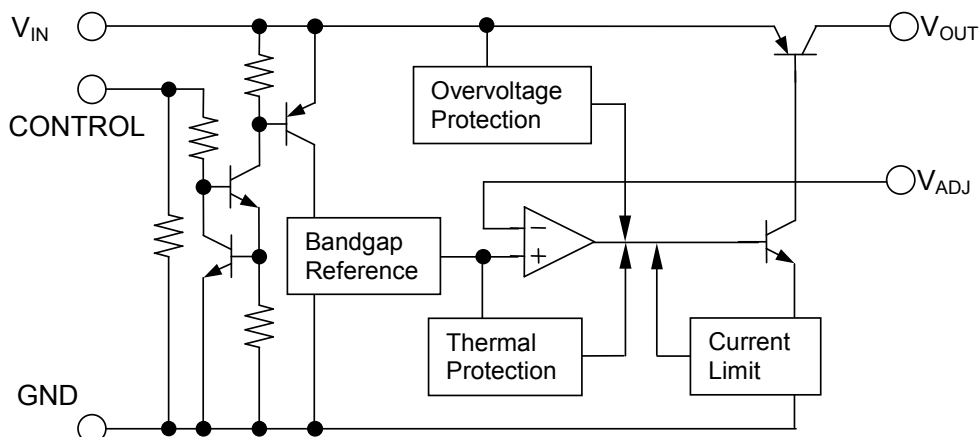 V_IN
V_OUT
CONTROL
Overvoltage
Protection
V_ADJ
−
+
Bandgap
Reference
Thermal
Protection
Current
Limit
GND